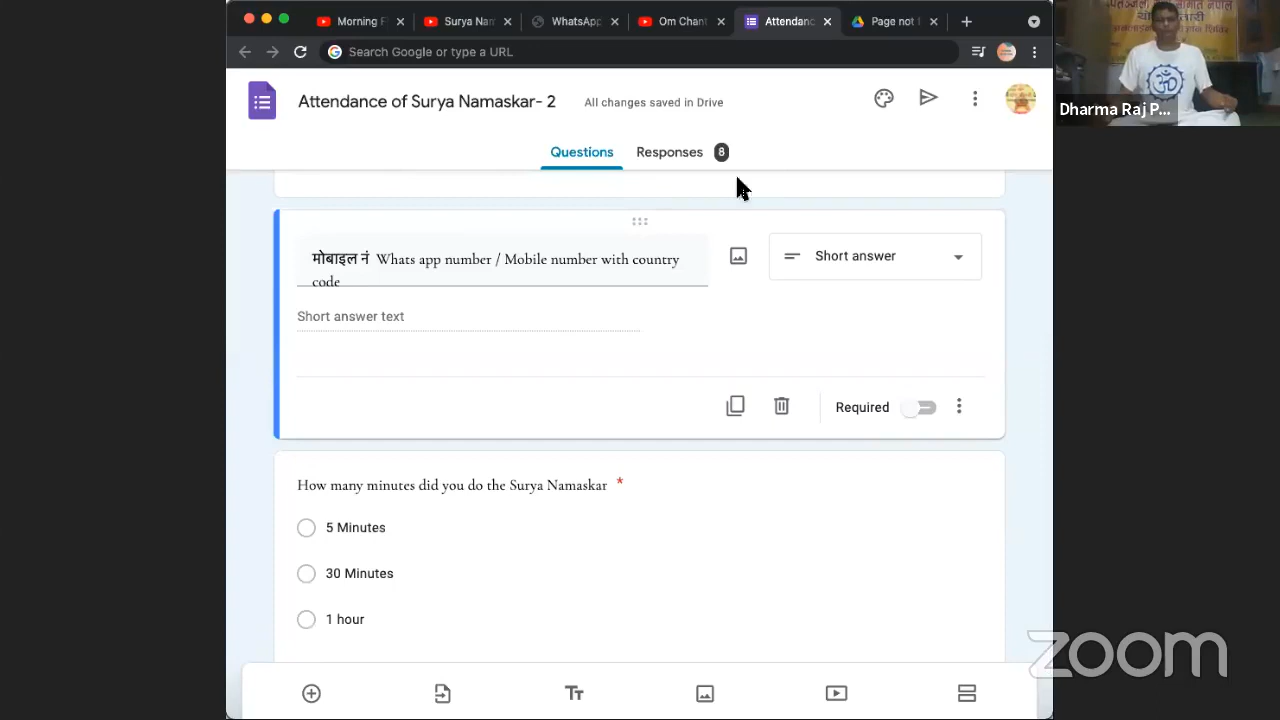 Morning F
Surya Nam
WhatsApp
Om Chant
Attendanc
Page not
Search Google or type a URL
Attendance of Surya Namaskar- 2
All changes saved in Drive
Questions
Responses 8
मोबाइल नं Whats app number / Mobile number with country
code
Short answer
Short answer text
Required
How many minutes did you do the Surya Namaskar *
5 Minutes
30 Minutes
1 hour
Dharma Raj P...
zoom